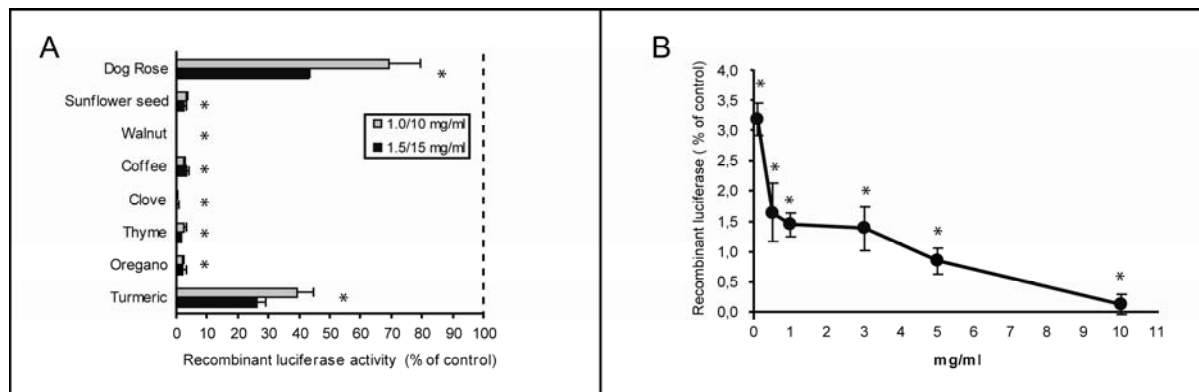 A
Dog Rose
Sunflower seed
Walnut
Coffee
Clove
Thyme
Oregano
Turmeric
*
*
*
*
*
*
*
*
1.0/10 mg/ml
1.5/15 mg/ml
0 10 20 30 40 50 60 70 80 90 100
Recombinant luciferase activity (% of control)
B
Recombinant luciferase ( % of control)
4,0
3,5
3,0
2,5
2,0
1,5
1,0
0,5
0,0
*
*
*
*
*
*
0 1 2 3 4 5 6 7 8 9 10 11
mg/ml